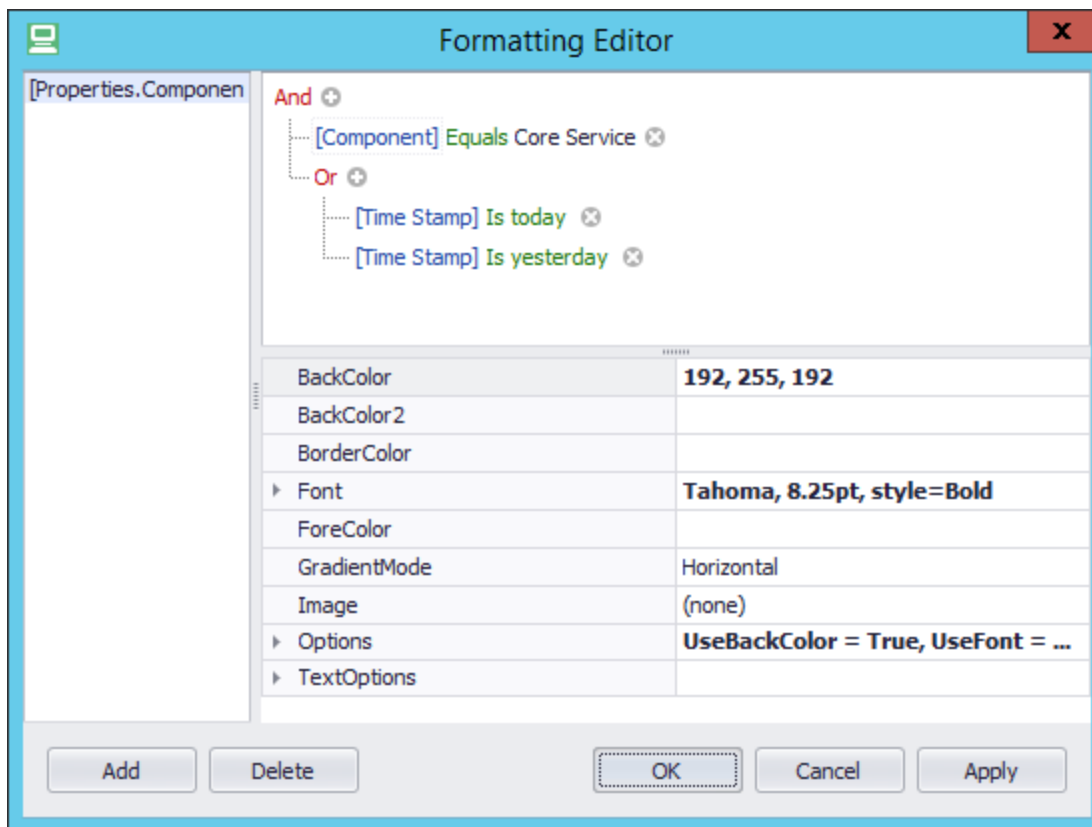 Formatting Editor
x
[Properties.Componen
And
[Component] Equals Core Service
Or
[Time Stamp] Is today
[Time Stamp] Is yesterday
BackColor 192, 255, 192
BackColor2
BorderColor
Font Tahoma, 8.25pt, style=Bold
ForeColor
GradientMode Horizontal
Image (none)
Options UseBackColor = True, UseFont = ...
TextOptions
Add Delete OK Cancel Apply